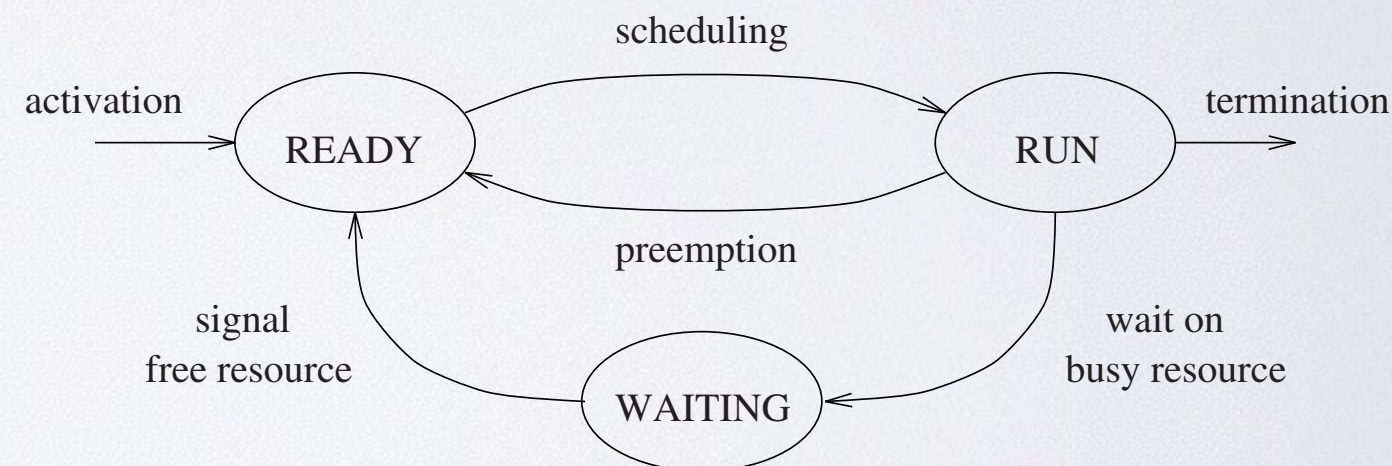 scheduling
activation
termination
READY
RUN
preemption
signal
free resource
wait on
busy resource
WAITING